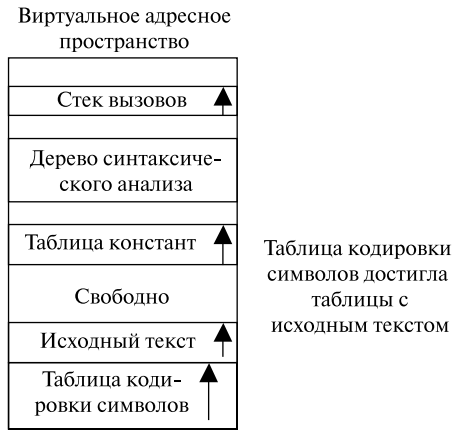 Виртуальное адресное
пространство
Стек вызовов
Дерево синтаксиче-
ского анализа
Таблица констант
Свободно
Исходный текст
Таблица коди-
ровки символов
Таблица кодировки
символов достигла
таблицы с
исходным текстом